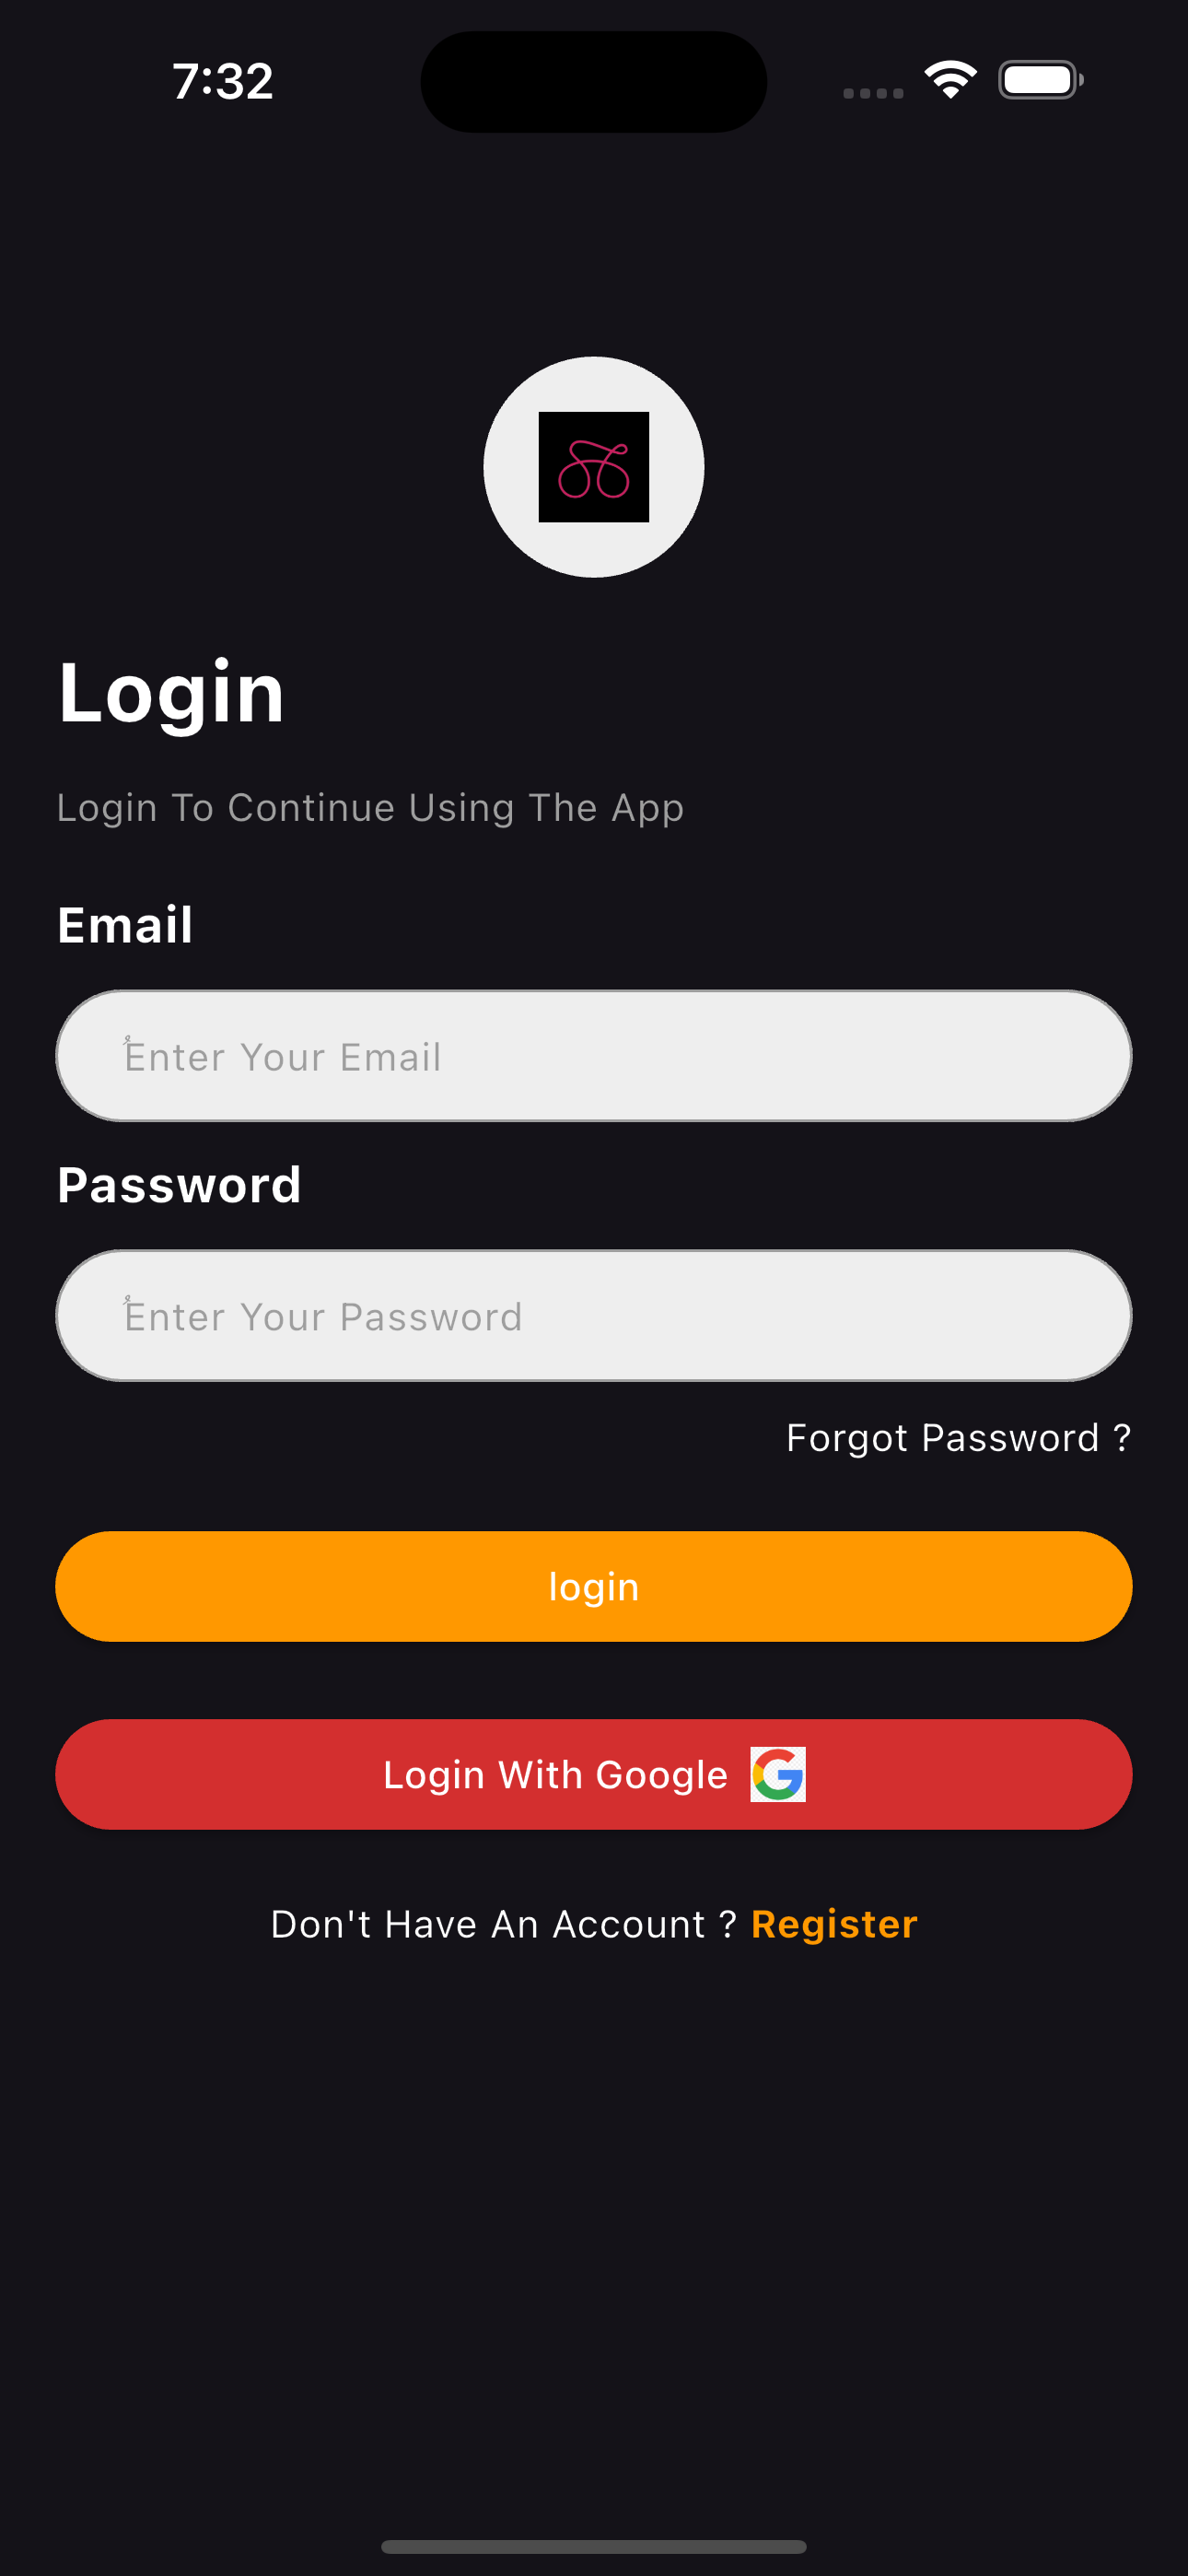 7:32
Login
Login To Continue Using The App
Email
Enter Your Email
Password
Enter Your Password
Forgot Password ?
login
Login With Google
Don't Have An Account ? Register